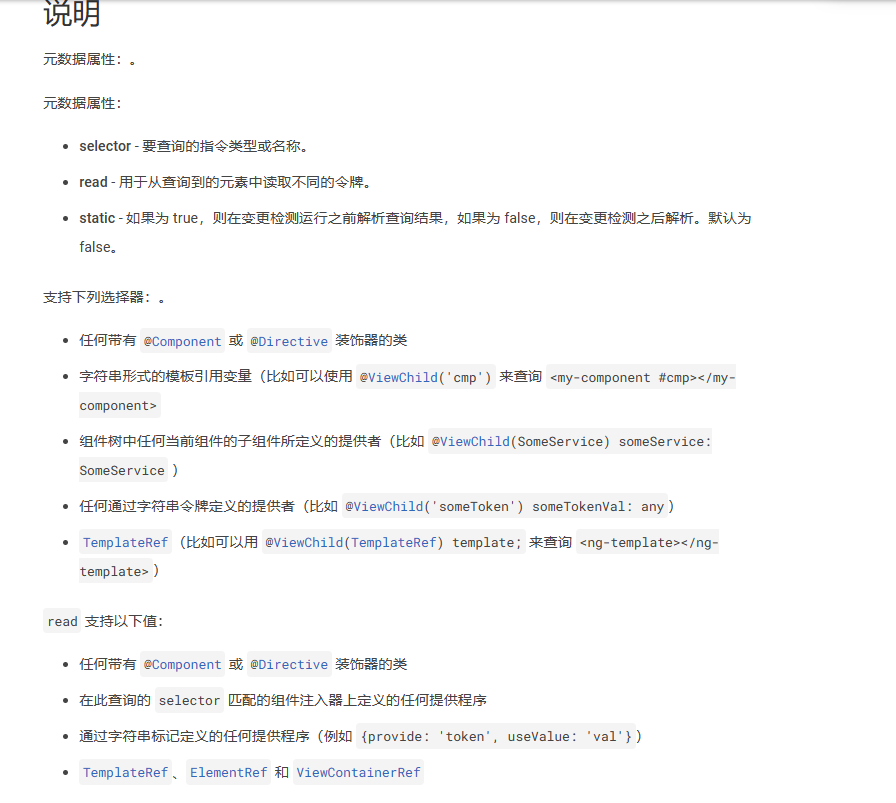 说明
元数据属性：。
元数据属性：
selector - 要查询的指令类型或名称。
read - 用于从查询到的元素中读取不同的令牌。
static - 如果为 true，则在变更检测运行之前解析查询结果，如果为 false，则在变更检测之后解析。默认为
false。
支持下列选择器：。
任何带有 @Component 或 @Directive 装饰器的类
字符串形式的模板引用变量（比如可以使用 @ViewChild('cmp') 来查询 <my-component #cmp></my-
component>
组件树中任何当前组件的子组件所定义的提供者（比如 @ViewChild(SomeService) someService:
SomeService ）
任何通过字符串令牌定义的提供者（比如 @ViewChild('someToken') someTokenVal: any ）
TemplateRef（比如可以用 @ViewChild(TemplateRef) template; 来查询 <ng-template></ng-
template> ）
read 支持以下值：
任何带有 @Component 或 @Directive 装饰器的类
在此查询的 selector 匹配的组件注入器上定义的任何提供程序
通过字符串标记定义的任何提供程序（例如 {provide: 'token', useValue: 'val'} ）
TemplateRef、ElementRef 和 ViewContainerRef